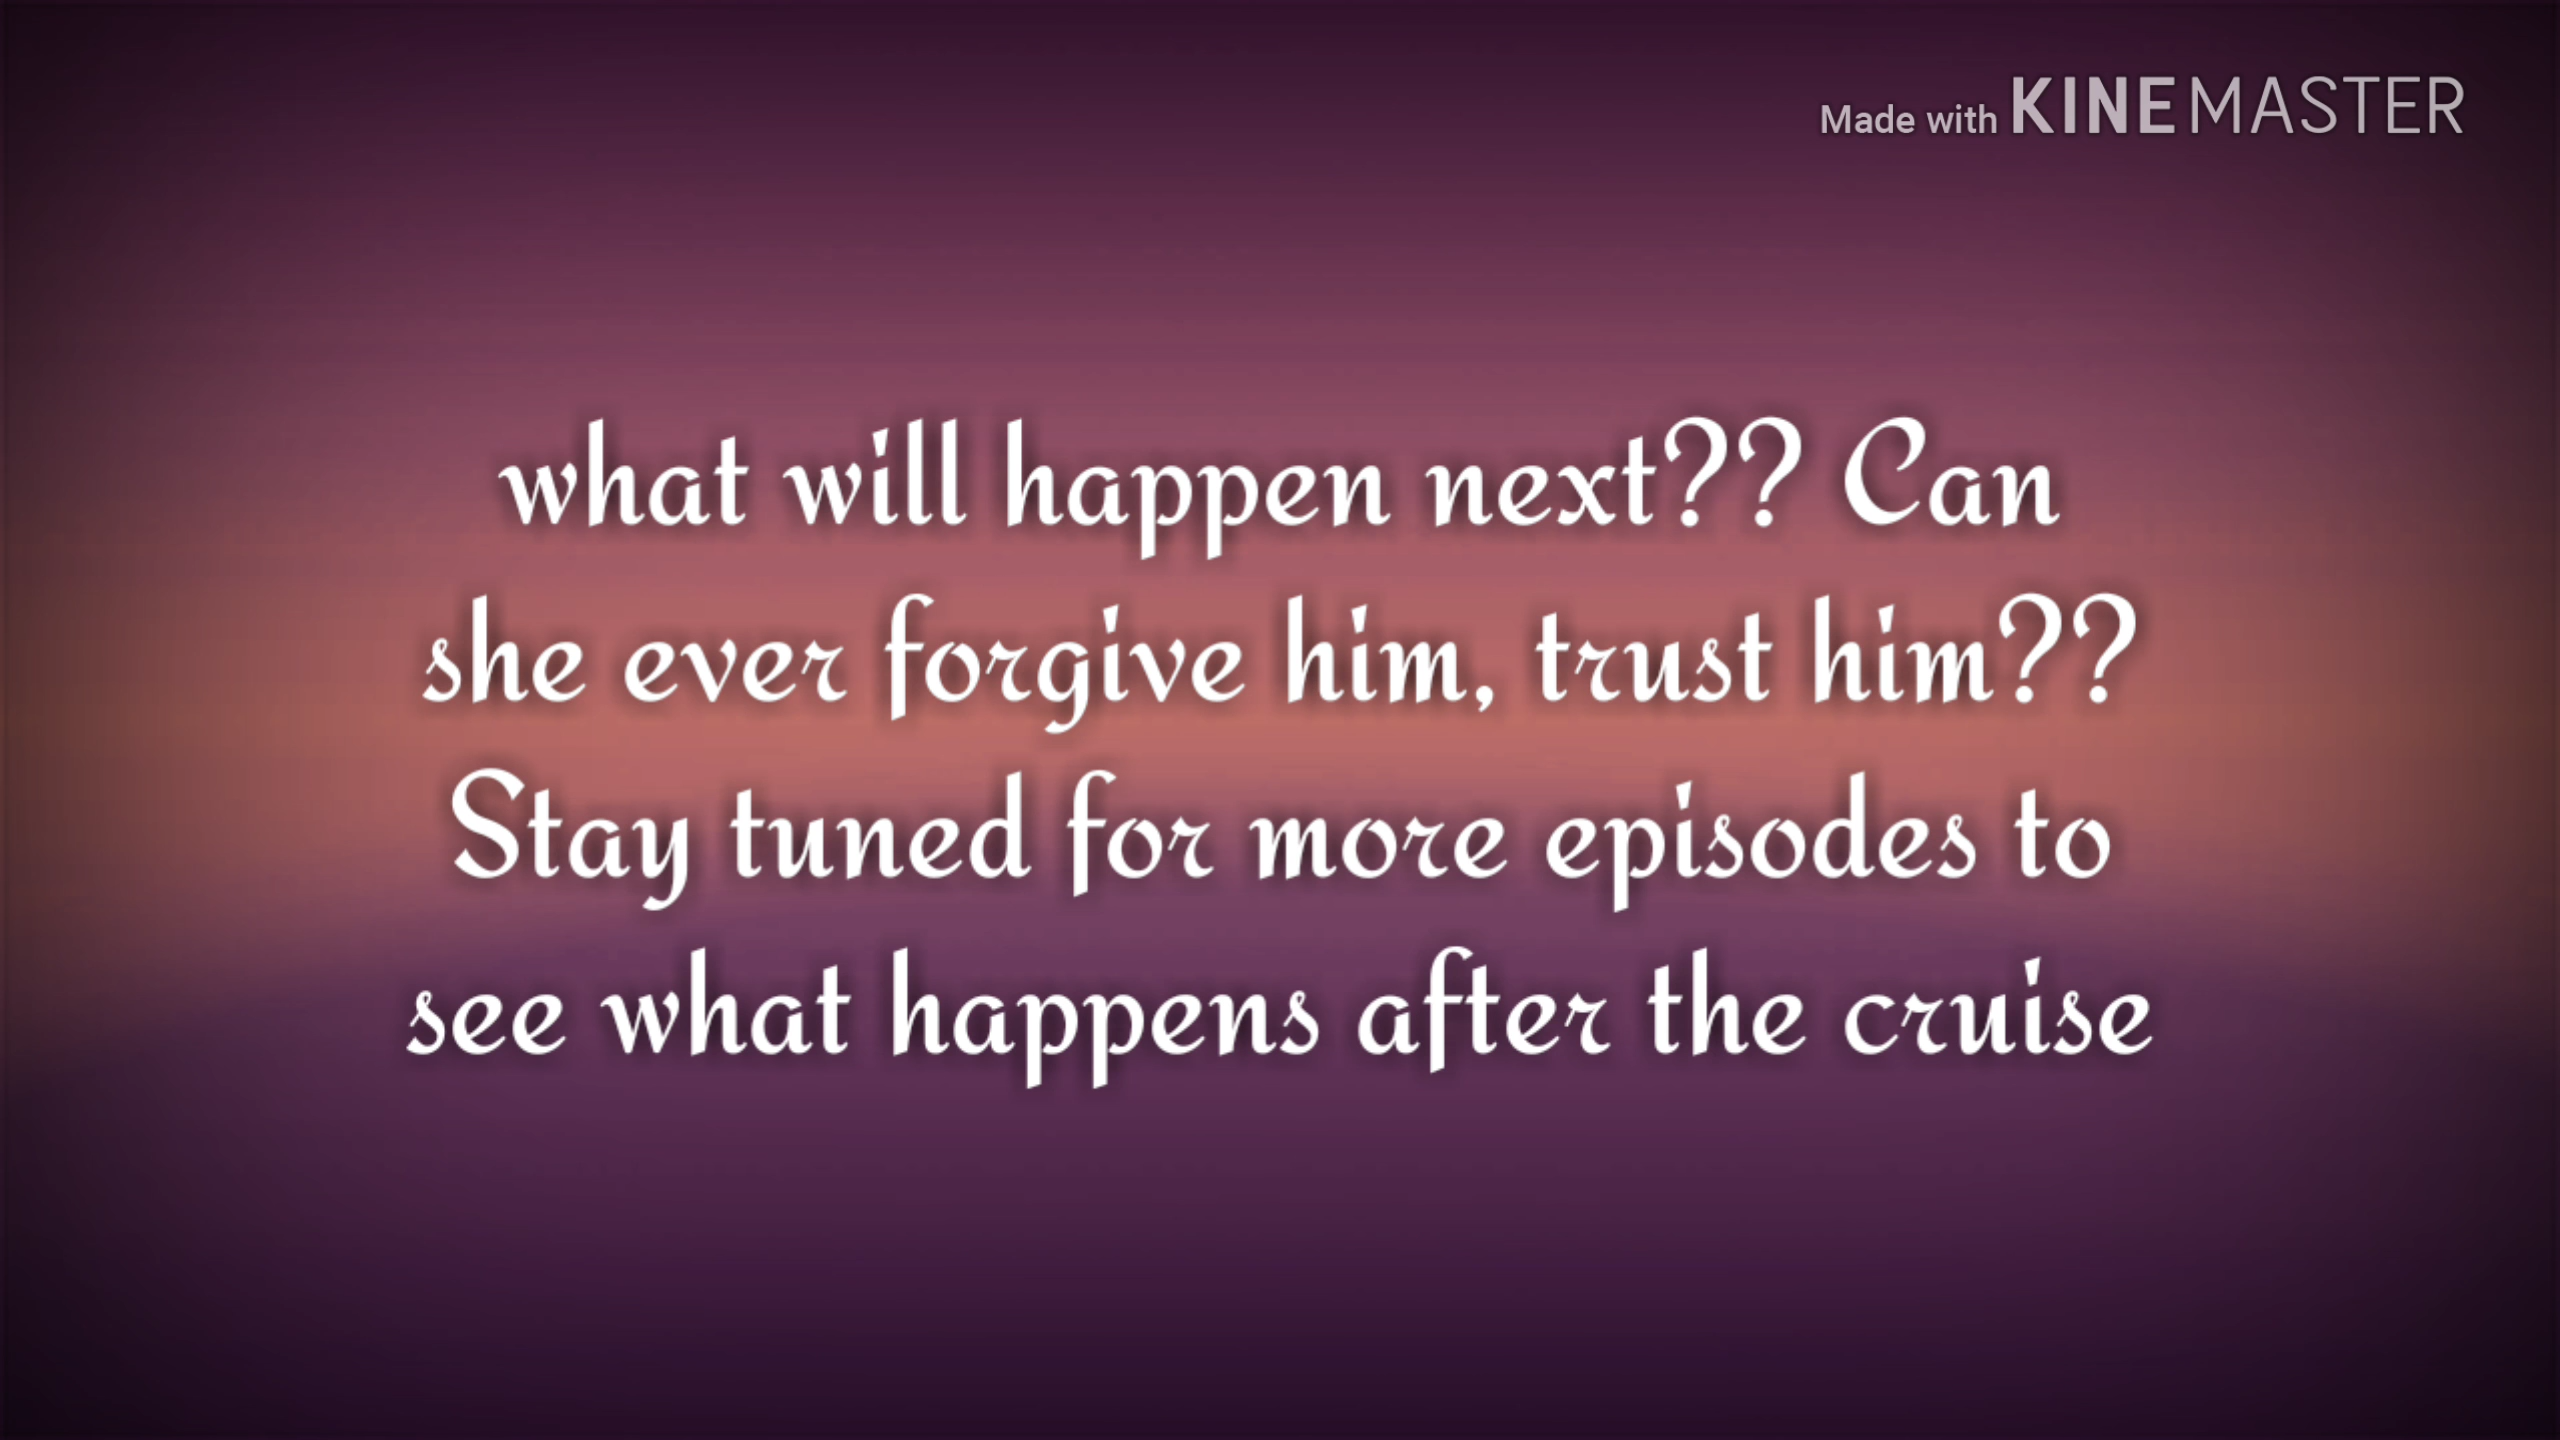 Made with KINEMASTER
what will happen next?? Can
she ever forgive him, trust him??
Stay tuned for more episodes to
see what happens after the cruise